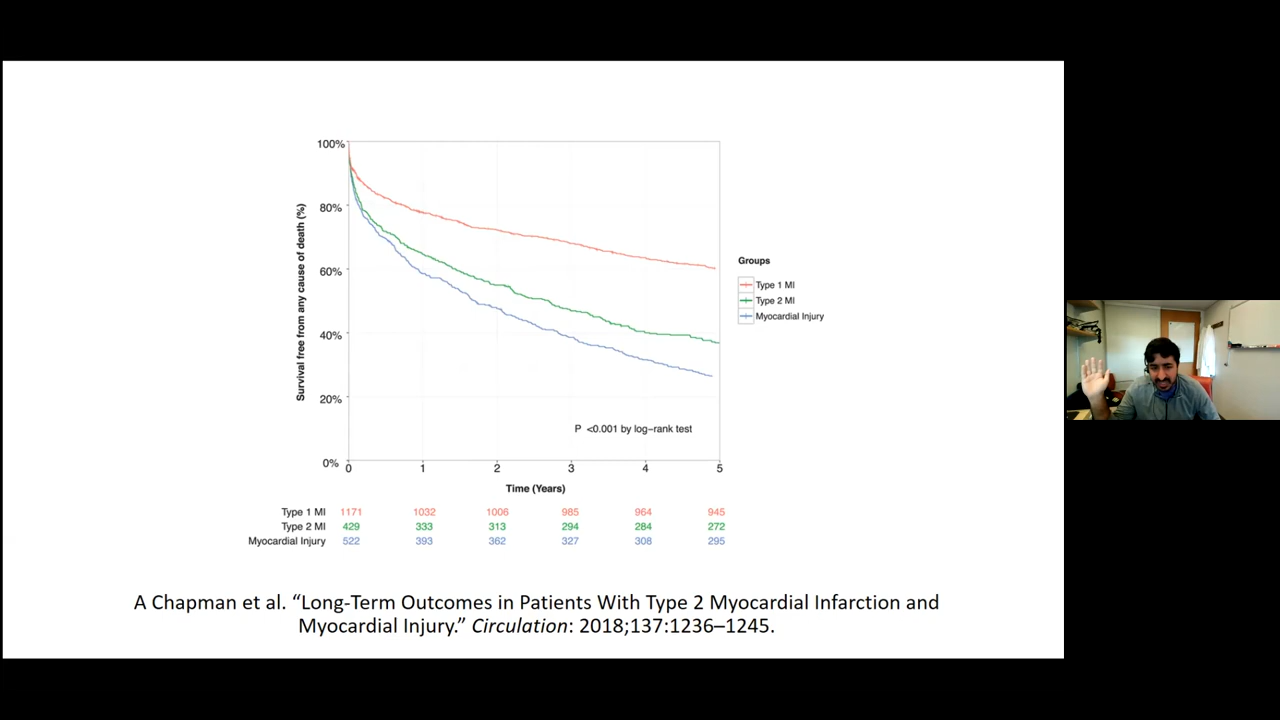 100%
80%
60%
40%
20%
0%
Survival free from any cause of death (%)
0 1 2 3 4 5
Time (Years)
P <0.001 by log-rank test
Groups
Type 1 MI
Type 2 MI
Myocardial Injury
Type 1 MI 1171 1032 1006 985 964 945
Type 2 MI 429 333 313 294 284 272
Myocardial Injury 522 393 362 327 308 295
A Chapman et al. “Long-Term Outcomes in Patients With Type 2 Myocardial Infarction and
Myocardial Injury.” Circulation: 2018;137:1236–1245.